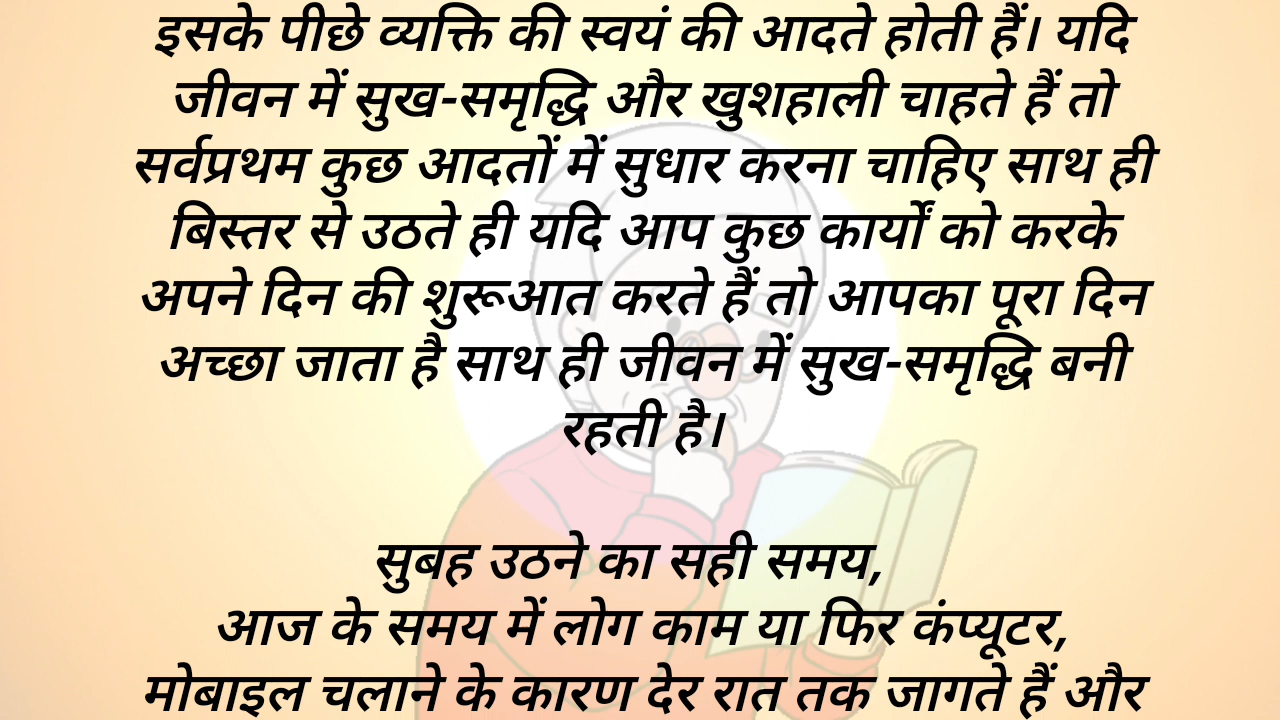 इसके पीछे व्यक्ति की स्वयं की आदते होती हैं। यदि
जीवन में सुख-समृद्धि और खुशहाली चाहते हैं तो
सर्वप्रथम कुछ आदतों में सुधार करना चाहिए साथ ही
बिस्तर से उठते ही यदि आप कुछ कार्यों को करके
अपने दिन की शुरूआत करते हैं तो आपका पूरा दिन
अच्छा जाता है साथ ही जीवन में सुख-समृद्धि बनी
रहती है।
सुबह उठने का सही समय,
आज के समय में लोग काम या फिर कंप्यूटर,
मोबाइल चलाने के कारण देर रात तक जागते हैं और